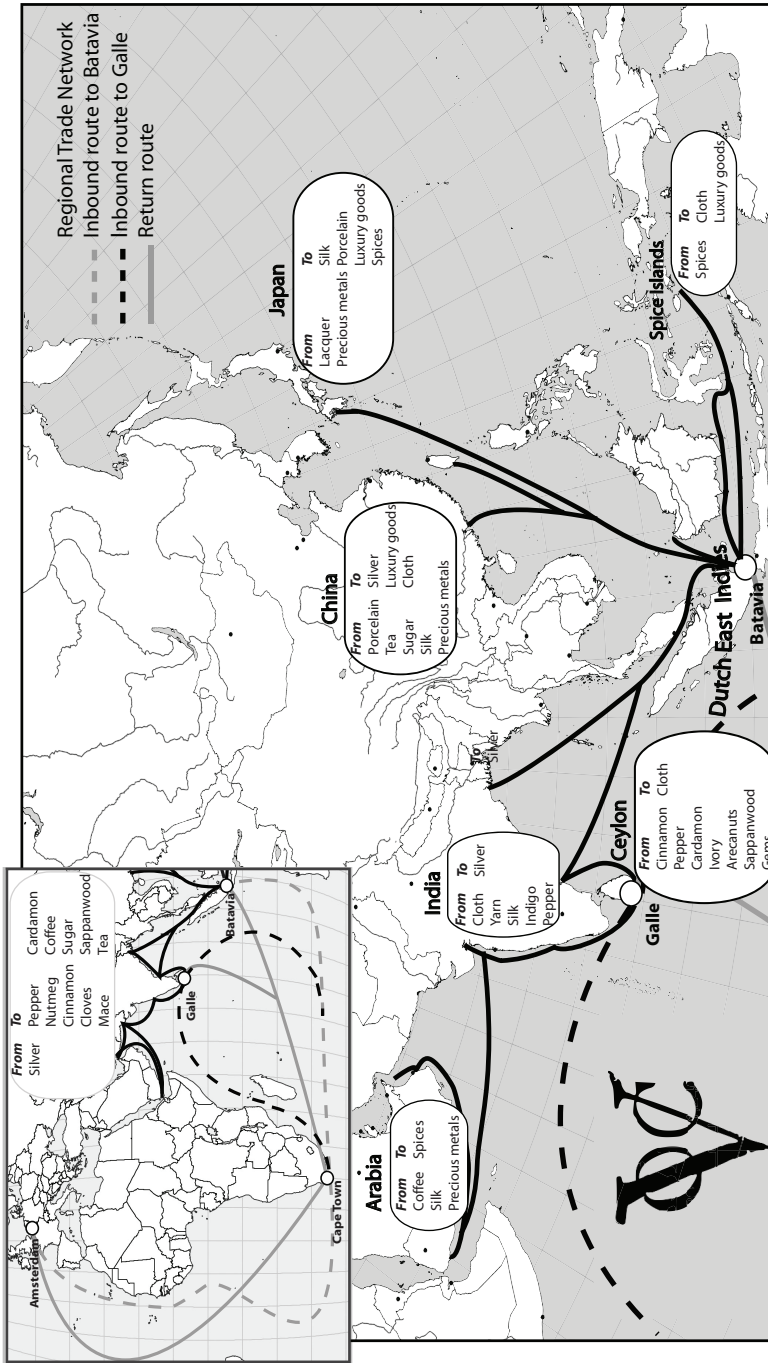 Regional Trade Network
Inbound route to Batavia
Inbound route to Galle
Return route
Japan
From To
Lacquer Silk
Precious metals Porcelain
Luxury goods
Spices
Spice Islands
From To
Spices Cloth
Luxury goods
China
From To
Porcelain Silver
Tea Luxury goods
Sugar Cloth
Silk
Precious metals
Dutch East Indies
Batavia
To
Silver
India
From To
Cloth Silver
Yarn
Silk
Indigo
Pepper
Ceylon
From To
Cinnamon Cloth
Pepper
Cardamon
Ivory
Arecanuts
Sappanwood
Gems
Galle
Arabia
From To
Coffee Spices
Silk
Precious metals
VOC
From To
Silver Pepper Cardamon
Nutmeg Coffee
Cinnamon Sugar
Cloves Sappanwood
Mace Tea
Amsterdam
Cape Town
Galle
Batavia